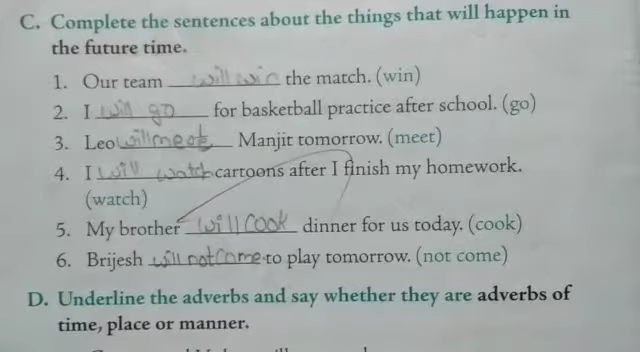 C. Complete the sentences about the things that will happen in
the future time.
1. Our team will win the match. (win)
2. I will go for basketball practice after school. (go)
3. Leo will meet Manjit tomorrow. (meet)
4. I will watch cartoons after I finish my homework.
(watch)
5. My brother will cook dinner for us today. (cook)
6. Brijesh will not come to play tomorrow. (not come)
D. Underline the adverbs and say whether they are adverbs of
time, place or manner.